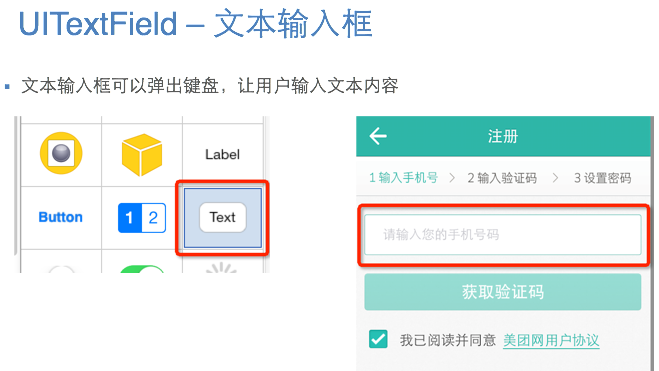 UITextField – 文本输入框
▪ 文本输入框可以弹出键盘，让用户输入文本内容
Label
Button
1 2
Text
注册
1 输入手机号 > 2 输入验证码 > 3 设置密码
请输入您的手机号码
获取验证码
我已阅读并同意 美团网用户协议